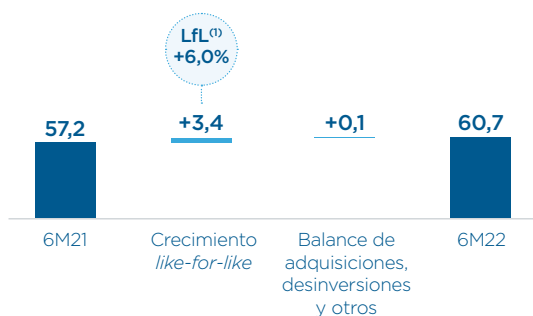 LfL(1)
+6,0%
57,2
+3,4
+0,1
60,7
6M21
Crecimiento
like-for-like
Balance de
adquisiciones,
desinversiones
y otros
6M22